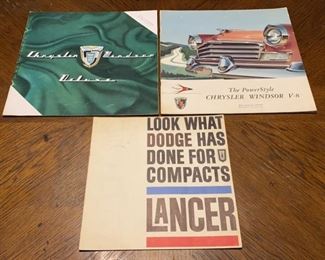 Chrysler Windsor
Deluxe
The PowerStyle
CHRYSLER WINDSOR V-8
LOOK WHAT
DODGE HAS
DONE FOR
COMPACTS
LANCER